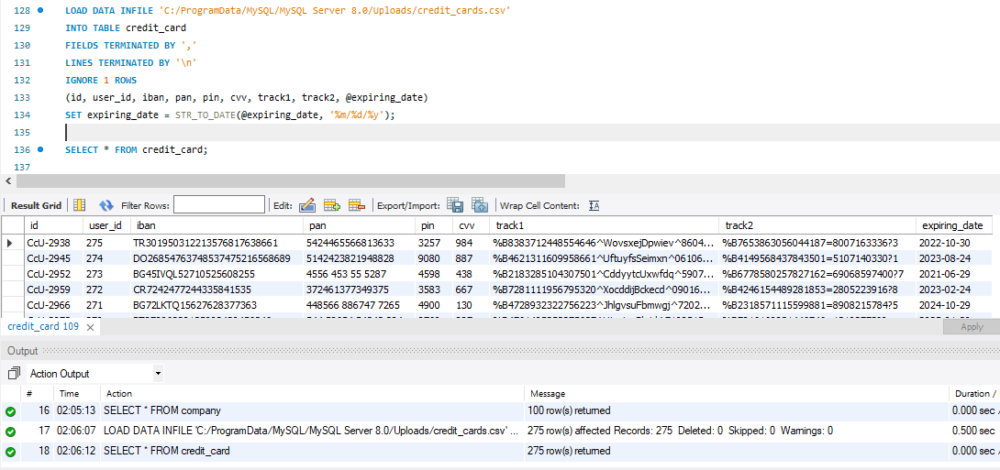 128 LOAD DATA INFILE 'C:/ProgramData/MySQL/MySQL Server 8.0/Uploads/credit_cards.csv'
129 INTO TABLE credit_card
130 FIELDS TERMINATED BY ','
131 LINES TERMINATED BY '\n'
132 IGNORE 1 ROWS
133 (id, user_id, iban, pan, pin, cvv, track1, track2, @expiring_date)
134 SET expiring_date = STR_TO_DATE(@expiring_date, '%m/%d/%y');
135
136 SELECT * FROM credit_card;
137
Result Grid Filter Rows: Edit: Export/Import: Wrap Cell Content:
id user_id iban pan pin cvv track1 track2 expiring_date
CcU-2938 275 TR301950312213576817638661 5424465566813633 3257 984 %B8383712448554646^WovsxejDpwiev^8604... %B7653863056044187=8007163336?3 2022-10-30
CcU-2945 274 DO26854763748537475216568689 5142423821948828 9080 887 %B4621311609958661^UftuyfsSeimxn^06106... %B4149568437843501=5107140330?1 2023-08-24
CcU-2952 273 BG45IVQL52710525608255 4556 453 55 5287 4598 438 %B2183285104307501^CddyytcUxwfdq^5907... %B6778580257827162=69068597400?7 2021-06-29
CcU-2959 272 CR7242477244335841535 372461377349375 3583 667 %B7281111956795320^XocddijBckecd^09016... %B4246154489281853=2805223916?8 2023-02-24
CcU-2966 271 BG72LKTQ15627628377363 448566 886747 7265 4900 130 %B4728932322756223^JhlgvsuFbmwgj^7202... %B2318571115599881=8908215784?5 2024-10-29
credit_card 109
Apply
Output
Action Output
# Time Action Message Duration /
16 02:05:13 SELECT * FROM company 100 row(s) returned 0.000 sec
17 02:06:07 LOAD DATA INFILE 'C:/ProgramData/MySQL/MySQL Server 8.0/Uploads/credit_cards.csv' ... 275 row(s) affected Records: 275 Deleted: 0 Skipped: 0 Warnings: 0 0.500 sec
18 02:06:12 SELECT * FROM credit_card 275 row(s) returned 0.000 sec